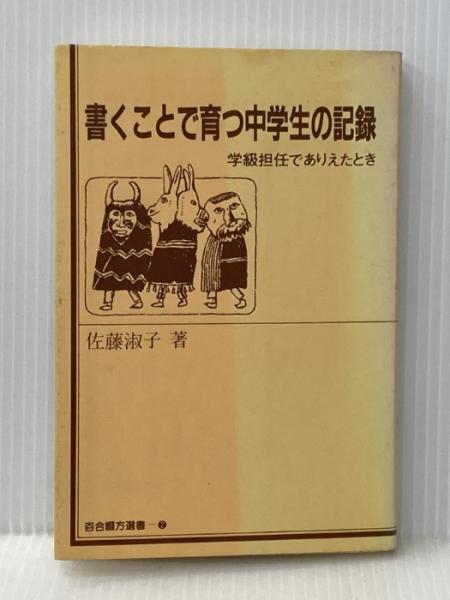 書くことで育つ中学生の記録
学級担任でありえたとき
佐藤淑子 著
百合綴方選書—❷